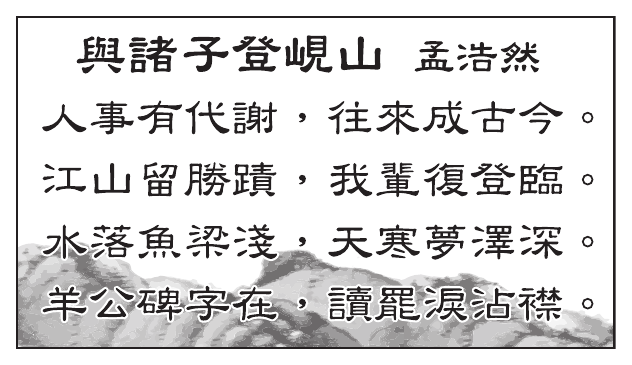 與諸子登峴山 孟浩然
人事有代謝，往來成古今。
江山留勝蹟，我輩復登臨。
水落魚梁淺，天寒夢澤深。
羊公碑字在，讀罷淚沾襟。